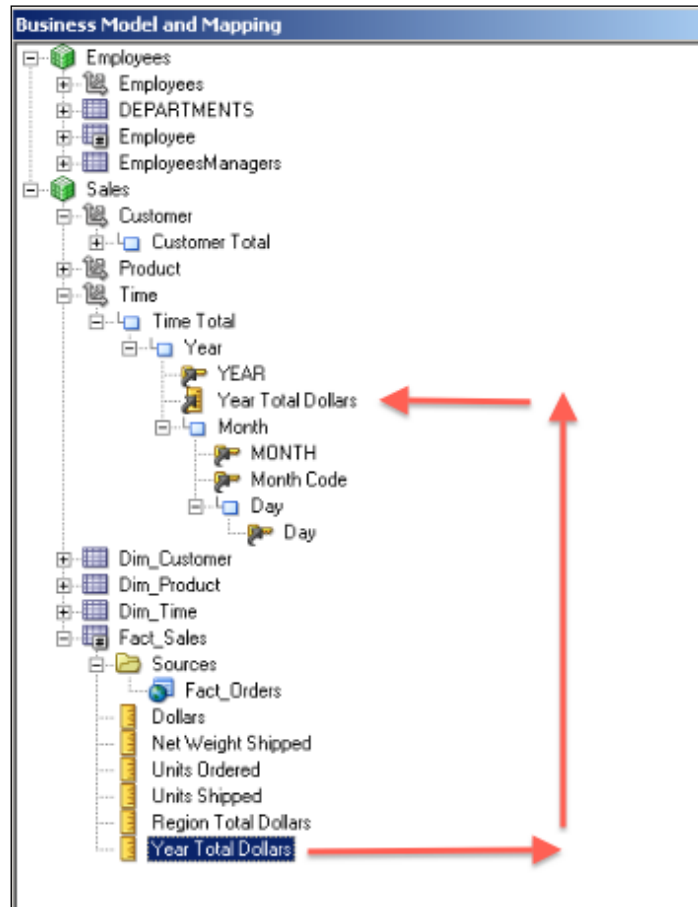 Business Model and Mapping
Employees
Employees
DEPARTMENTS
Employee
EmployeesManagers
Sales
Customer
Customer Total
Product
Time
Time Total
Year
YEAR
Year Total Dollars
Month
MONTH
Month Code
Day
Day
Dim_Customer
Dim_Product
Dim_Time
Fact_Sales
Sources
Fact_Orders
Dollars
Net Weight Shipped
Units Ordered
Units Shipped
Region Total Dollars
Year Total Dollars